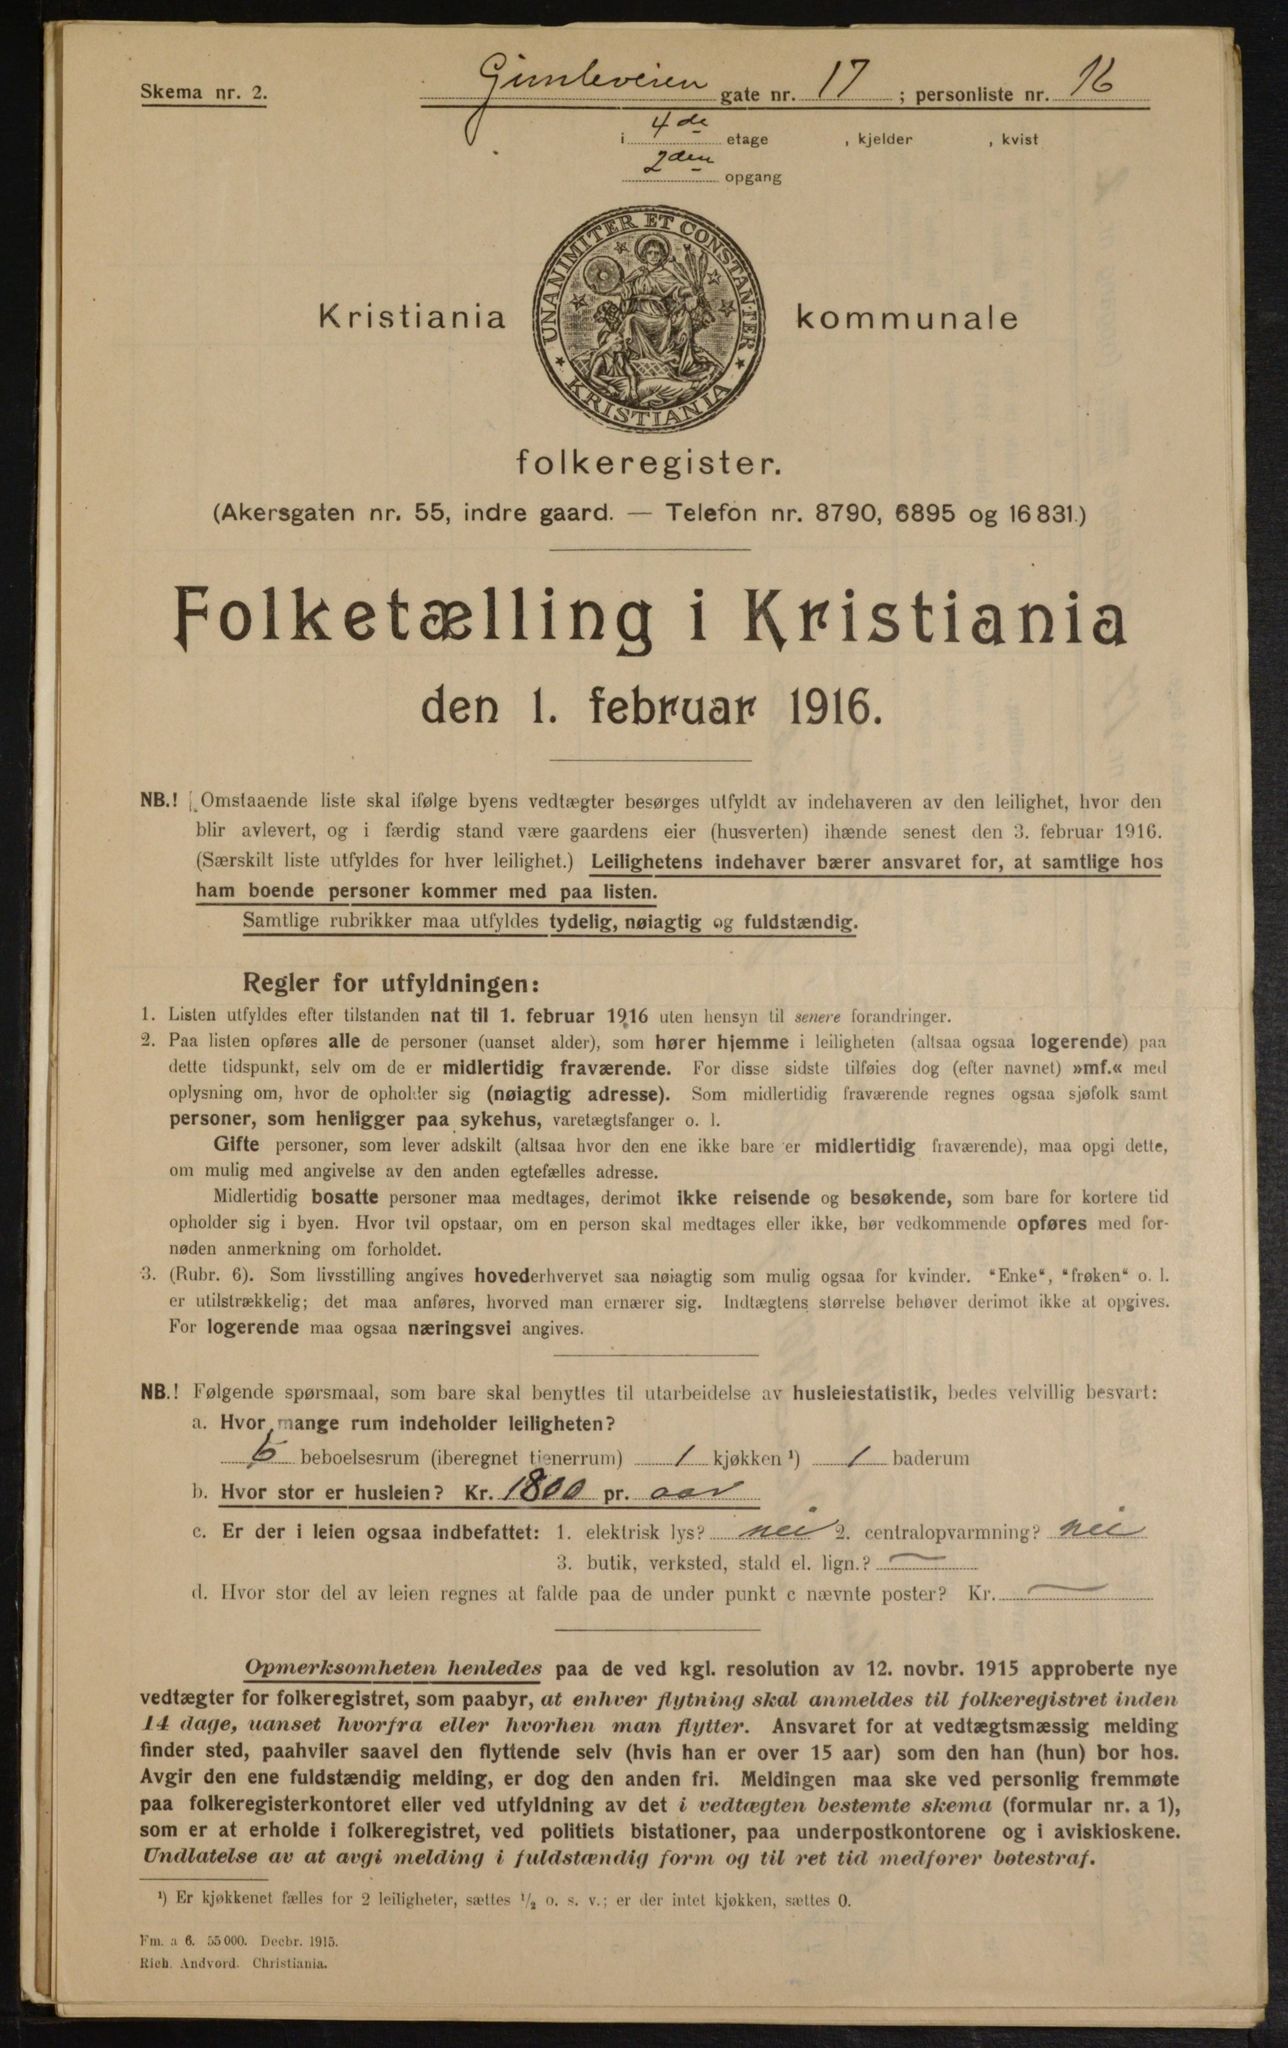 Skema nr. 2.
Gimleveien gate nr. 17 ; personliste nr. 16
i 4de etage , kjelder , kvist
2den opgang
UNANIMITER ET CONSTANTER
KRISTIANIA
Kristiania kommunale
folkeregister.
(Akersgaten nr. 55, indre gaard. — Telefon nr. 8790, 6895 og 16 831.)
Folketælling i Kristiania
den 1. februar 1916.
NB.! Omstaaende liste skal ifølge byens vedtægter besørges utfyldt av indehaveren av den leilighet, hvor den
blir avlevert, og i færdig stand være gaardens eier (husverten) ihænde senest den 3. februar 1916.
(Særskilt liste utfyldes for hver leilighet.) Leilighetens indehaver bærer ansvaret for, at samtlige hos
ham boende personer kommer med paa listen.
Samtlige rubrikker maa utfyldes tydelig, nøiagtig og fuldstændig.
Regler for utfyldningen:
1. Listen utfyldes efter tilstanden nat til 1. februar 1916 uten hensyn til senere forandringer.
2. Paa listen opføres alle de personer (uanset alder), som hører hjemme i leiligheten (altsaa ogsaa logerende) paa
dette tidspunkt, selv om de er midlertidig fraværende. For disse sidste tilføies dog (efter navnet) »mf.« med
oplysning om, hvor de opholder sig (nøiagtig adresse). Som midlertidig fraværende regnes ogsaa sjøfolk samt
personer, som henligger paa sykehus, varetægtsfanger o. l.
Gifte personer, som lever adskilt (altsaa hvor den ene ikke bare er midlertidig fraværende), maa opgi dette,
om mulig med angivelse av den anden egtefælles adresse.
Midlertidig bosatte personer maa medtages, derimot ikke reisende og besøkende, som bare for kortere tid
opholder sig i byen. Hvor tvil opstaar, om en person skal medtages eller ikke, bør vedkommende opføres med for-
nøden anmerkning om forholdet.
3. (Rubr. 6). Som livsstilling angives hovederhvervet saa nøiagtig som mulig ogsaa for kvinder. "Enke", "frøken" o. l.
er utilstrækkelig; det maa anføres, hvorved man ernærer sig. Indtægtens størrelse behøver derimot ikke at opgives.
For logerende maa ogsaa næringsvei angives.
NB.! Følgende spørsmaal, som bare skal benyttes til utarbeidelse av husleiestatistik, bedes velvillig besvart:
a. Hvor mange rum indeholder leiligheten?
beboelsesrum (iberegnet tjenerrum) 1 kjøkken ¹) 1 baderum
b. Hvor stor er husleien? Kr. 1800 pr. aar
c. Er der i leien ogsaa indbefattet: 1. elektrisk lys? nei 2. centralopvarmning? nei
3. butik, verksted, stald el. lign.? —
d. Hvor stor del av leien regnes at falde paa de under punkt c nævnte poster? Kr. —
Opmerksomheten henledes paa de ved kgl. resolution av 12. novbr. 1915 approberte nye
vedtægter for folkeregistret, som paabyr, at enhver flytning skal anmeldes til folkeregistret inden
14 dage, uanset hvorfra eller hvorhen man flytter. Ansvaret for at vedtægtsmæssig melding
finder sted, paahviler saavel den flyttende selv (hvis han er over 15 aar) som den han (hun) bor hos.
Avgir den ene fuldstændig melding, er dog den anden fri. Meldingen maa ske ved personlig fremmøte
paa folkeregisterkontoret eller ved utfyldning av det i vedtægten bestemte skema (formular nr. a 1),
som er at erholde i folkeregistret, ved politiets bistationer, paa underpostkontorene og i aviskioskene.
Undlatelse av at avgi melding i fuldstændig form og til ret tid medfører bøtestraf.
¹) Er kjøkkenet fælles for 2 leiligheter, sættes ½ o. s. v.; er der intet kjøkken, sættes 0.
Fm. a 6. 55 000. Decbr. 1915.
Rich. Andvord. Christiania.